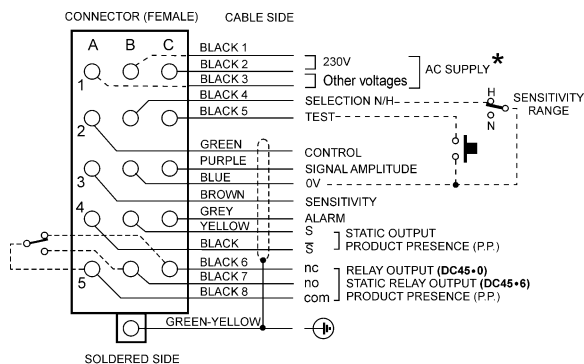 CONNECTOR (FEMALE) CABLE SIDE
A B C
BLACK 1
BLACK 2 230V
BLACK 3 Other voltages AC SUPPLY *
1
BLACK 4 SELECTION N/H H SENSITIVITY RANGE
BLACK 5 TEST N
2
GREEN CONTROL
PURPLE SIGNAL AMPLITUDE
BLUE 0V
3
BROWN SENSITIVITY
GREY ALARM
4
YELLOW S STATIC OUTPUT
BLACK S̅ PRODUCT PRESENCE (P.P.)
BLACK 6 nc RELAY OUTPUT (DC45•0)
BLACK 7 no STATIC RELAY OUTPUT (DC45•6)
5
BLACK 8 com PRODUCT PRESENCE (P.P.)
GREEN-YELLOW
SOLDERED SIDE